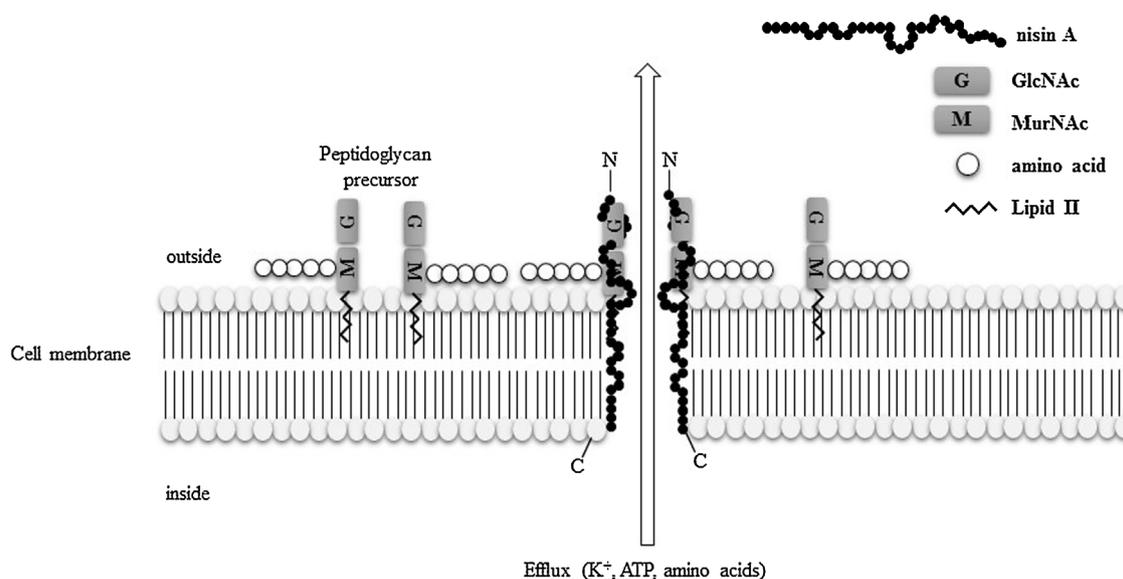 nisin A
G
GlcNAc
M
MurNAc
amino acid
Lipid II
Peptidoglycan
precursor
N
N
G
G
G
G
G
outside
M
M
M
M
M
Cell membrane
C
C
inside
Efflux (K⁺, ATP, amino acids)